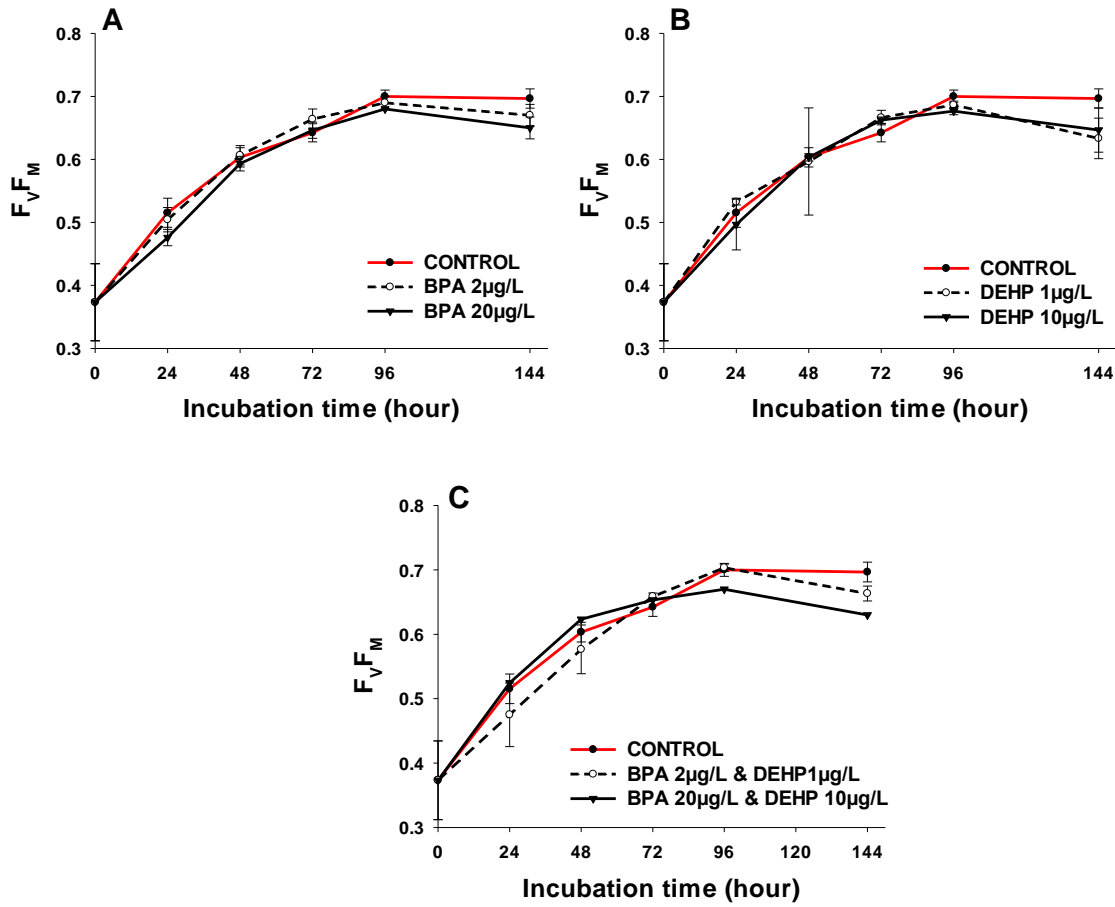 A
0.8
0.7
0.6
0.5
0.4
0.3
FVFM
CONTROL
BPA 2µg/L
BPA 20µg/L
0 24 48 72 96 144
Incubation time (hour)
B
0.8
0.7
0.6
0.5
0.4
0.3
FVFM
CONTROL
DEHP 1µg/L
DEHP 10µg/L
0 24 48 72 96 144
Incubation time (hour)
C
0.8
0.7
0.6
0.5
0.4
0.3
FVFM
CONTROL
BPA 2µg/L & DEHP1µg/L
BPA 20µg/L & DEHP 10µg/L
0 24 48 72 96 120 144
Incubation time (hour)